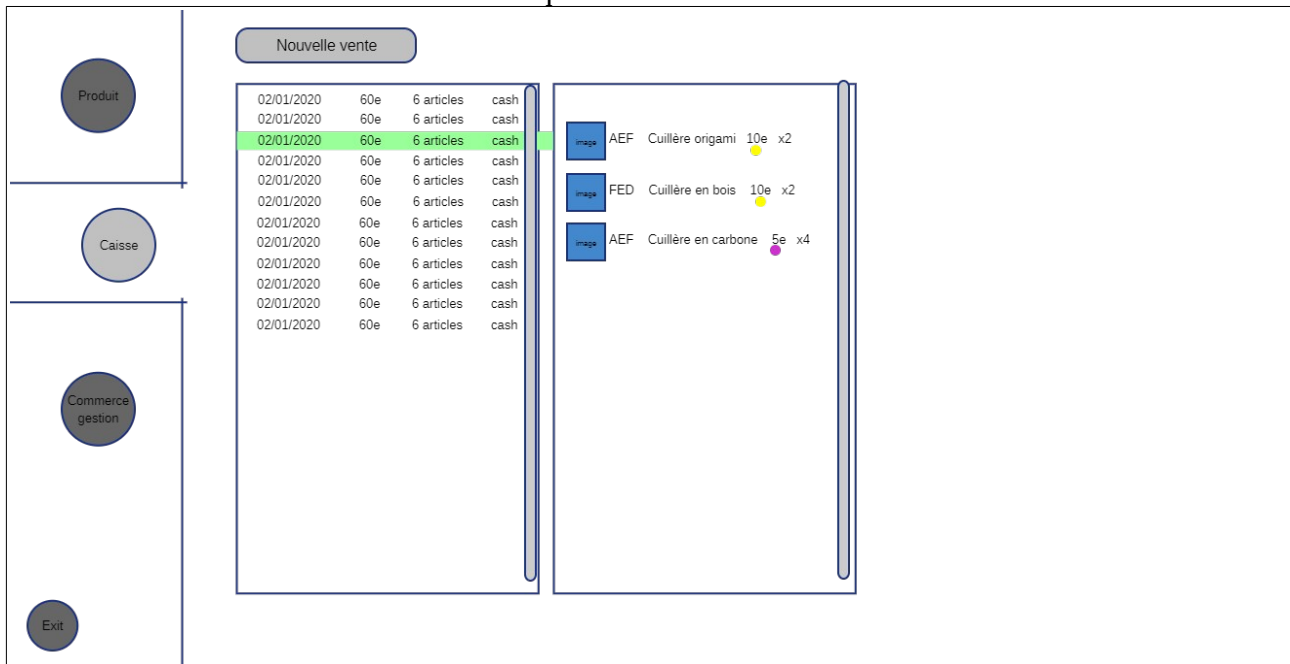 Nouvelle vente
Produit
Caisse
Commerce
gestion
Exit
02/01/2020 60e 6 articles cash
02/01/2020 60e 6 articles cash
02/01/2020 60e 6 articles cash
02/01/2020 60e 6 articles cash
02/01/2020 60e 6 articles cash
02/01/2020 60e 6 articles cash
02/01/2020 60e 6 articles cash
02/01/2020 60e 6 articles cash
02/01/2020 60e 6 articles cash
02/01/2020 60e 6 articles cash
02/01/2020 60e 6 articles cash
02/01/2020 60e 6 articles cash
image AEF Cuillère origami 10e x2
image FED Cuillère en bois 10e x2
image AEF Cuillère en carbone 5e x4